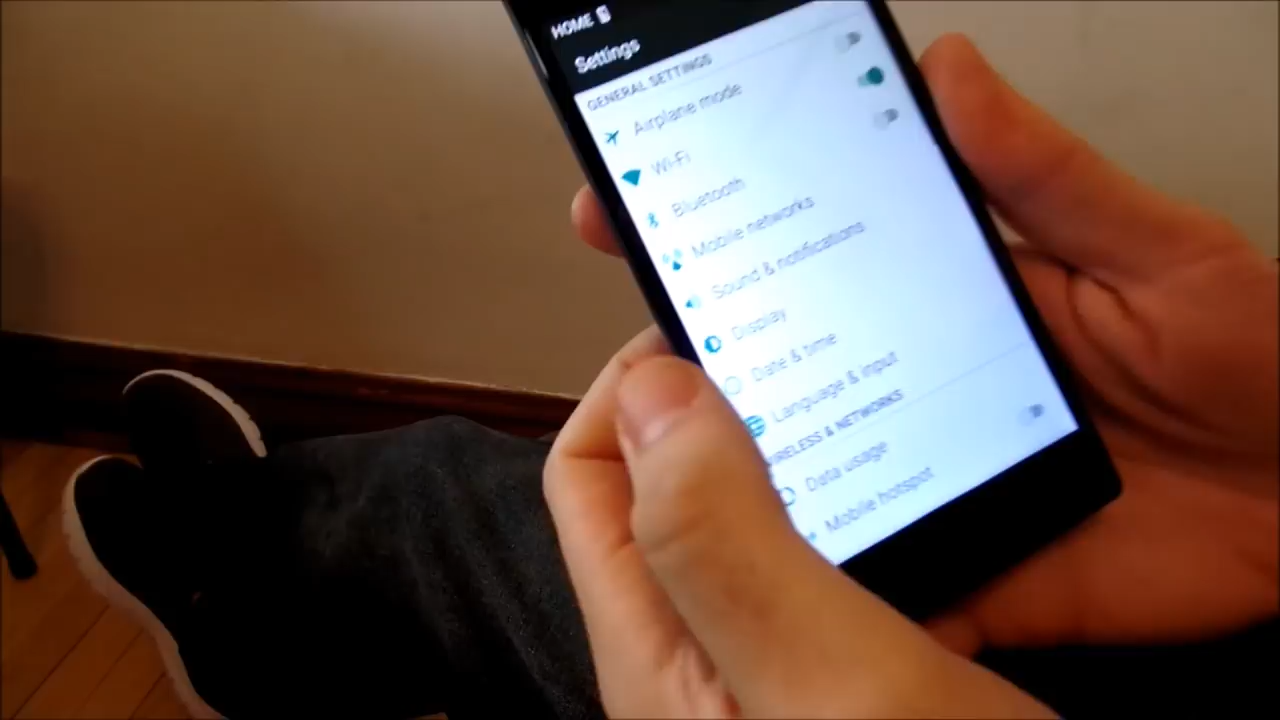 HOME
Settings
GENERAL SETTINGS
Airplane mode
Wi-Fi
Bluetooth
Mobile networks
Sound & notifications
Display
Date & time
Language & input
WIRELESS & NETWORKS
Data usage
Mobile hotspot